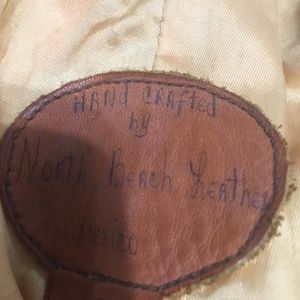 HAND CRAFTED
by
North Beach Leather
Mexico